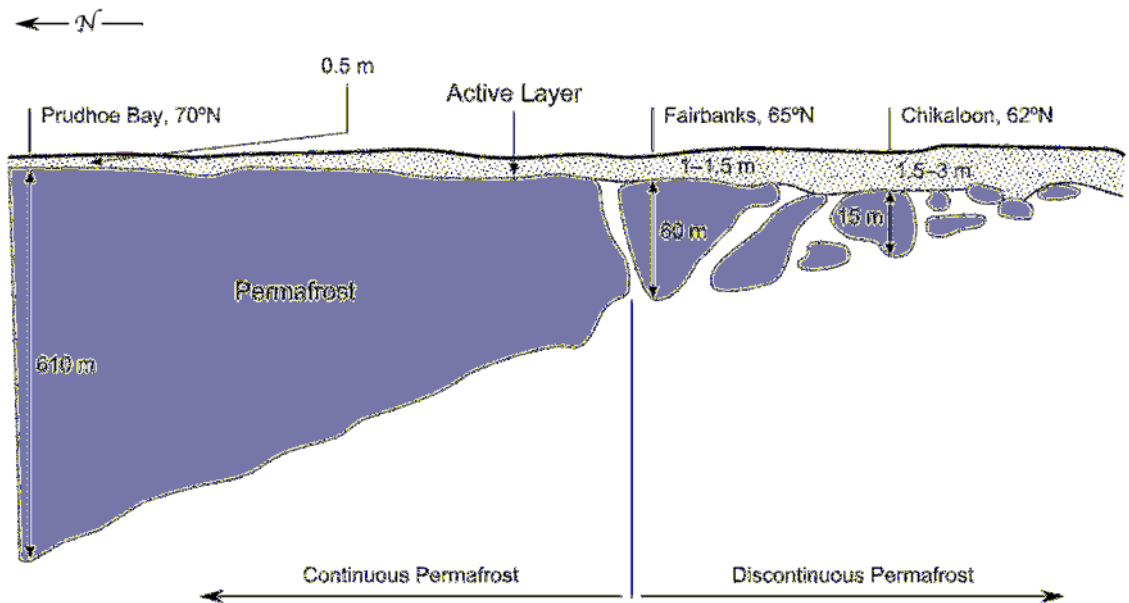 N
0.5 m
Active Layer
Prudhoe Bay, 70ºN
Fairbanks, 65ºN
Chikaloon, 62ºN
1–1.5 m
1.5–3 m
15 m
60 m
Permafrost
610 m
Continuous Permafrost
Discontinuous Permafrost